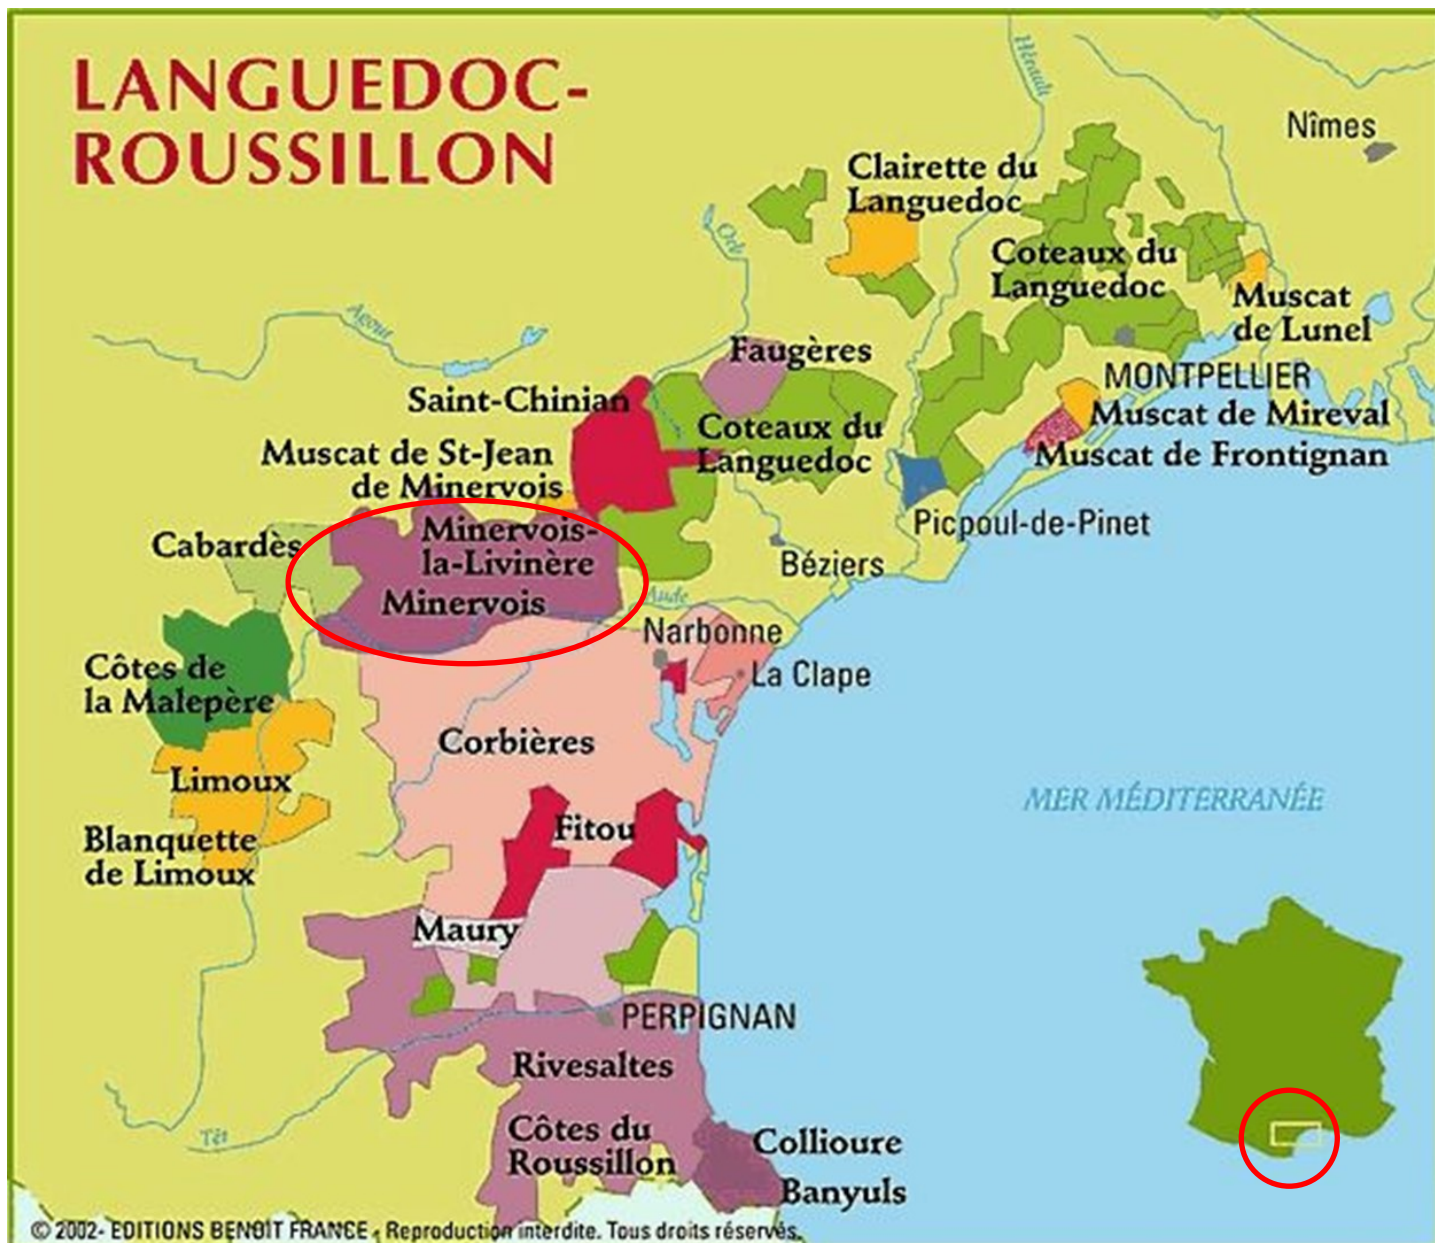 LANGUEDOC-
ROUSSILLON
Hérault
Nîmes
Clairette du
Languedoc
Orb
Coteaux du
Languedoc
Muscat
de Lunel
Agout
Faugères
MONTPELLIER
Saint-Chinian
Muscat de Mireval
Coteaux du
Languedoc
Muscat de Frontignan
Muscat de St-Jean
de Minervois
Picpoul-de-Pinet
Minervois-
la-Livinère
Cabardès
Béziers
Minervois
Aude
Narbonne
La Clape
Côtes de
la Malepère
Corbières
Limoux
MER MÉDITERRANÉE
Fitou
Blanquette
de Limoux
Maury
PERPIGNAN
Rivesaltes
Têt
Côtes du
Roussillon
Collioure
Banyuls
© 2002- EDITIONS BENOIT FRANCE - Reproduction interdite. Tous droits réservés.